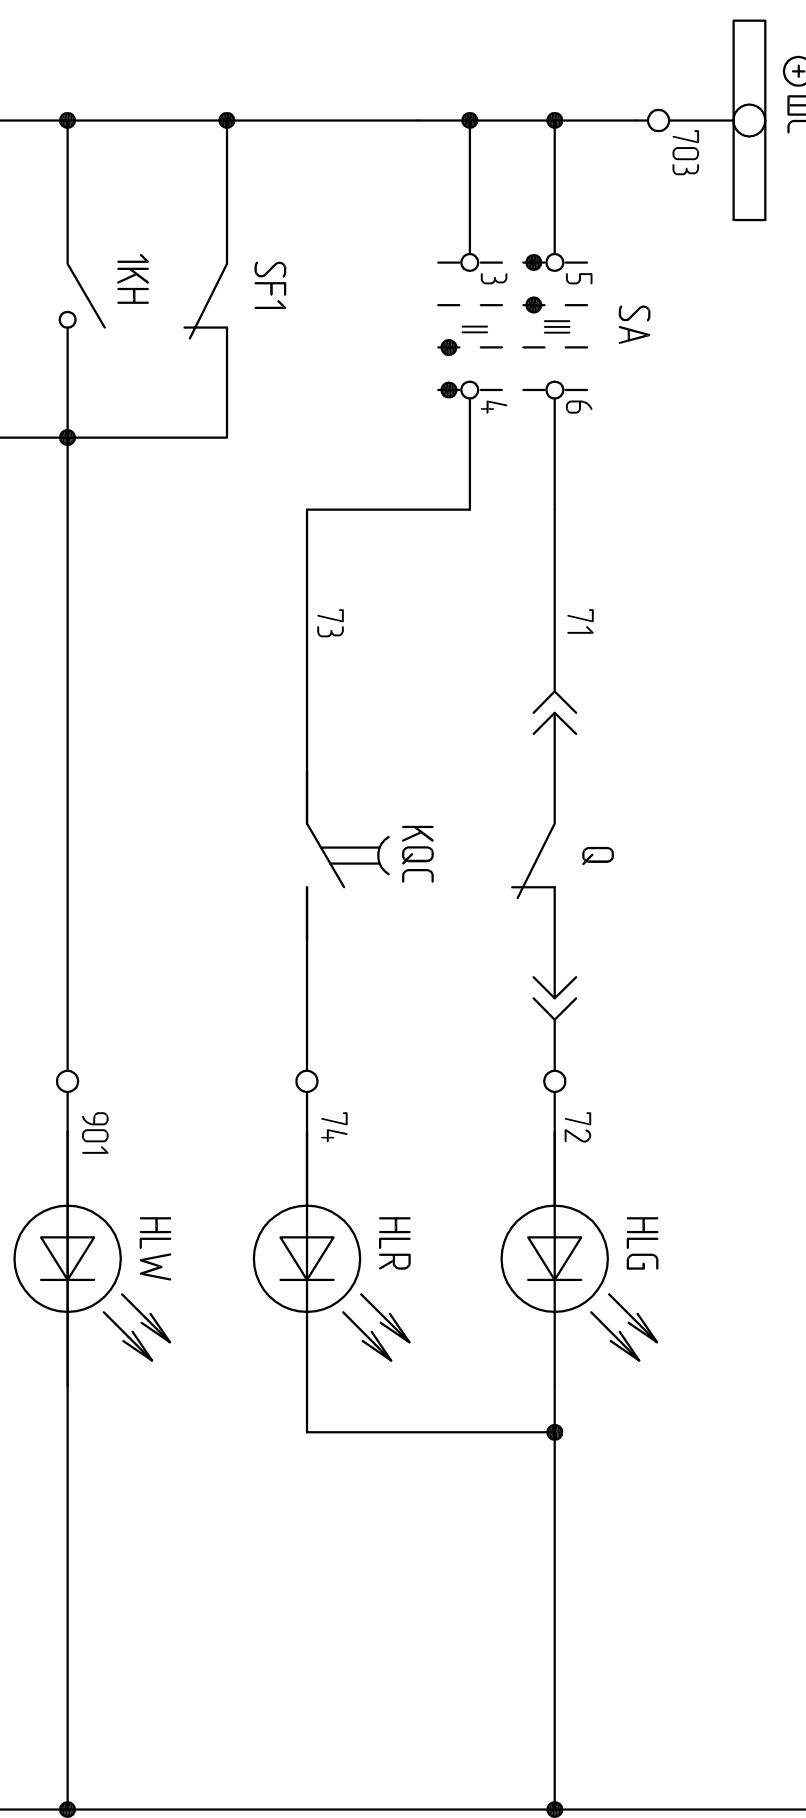 ⊕ ШС
703
SA
5 III 6
3 II 4
71
Q
72
HLG
73
KQC
74
HLR
SF1
1KH
901
HLW